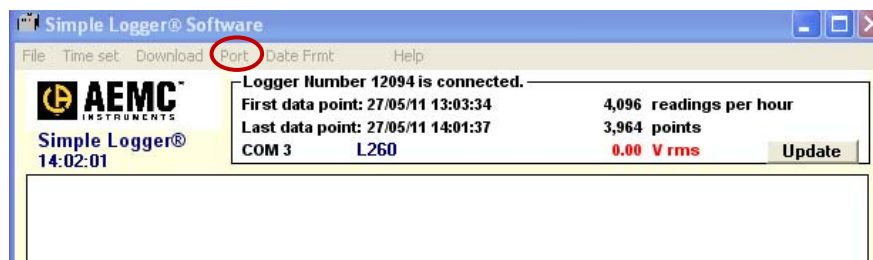 Simple Logger® Software
File Time set Download Port Date Frmt Help
AEMC
INSTRUMENTS
Simple Logger®
14:02:01
Logger Number 12094 is connected.
First data point: 27/05/11 13:03:34 4,096 readings per hour
Last data point: 27/05/11 14:01:37 3,964 points
COM 3 L260 0.00 V rms Update